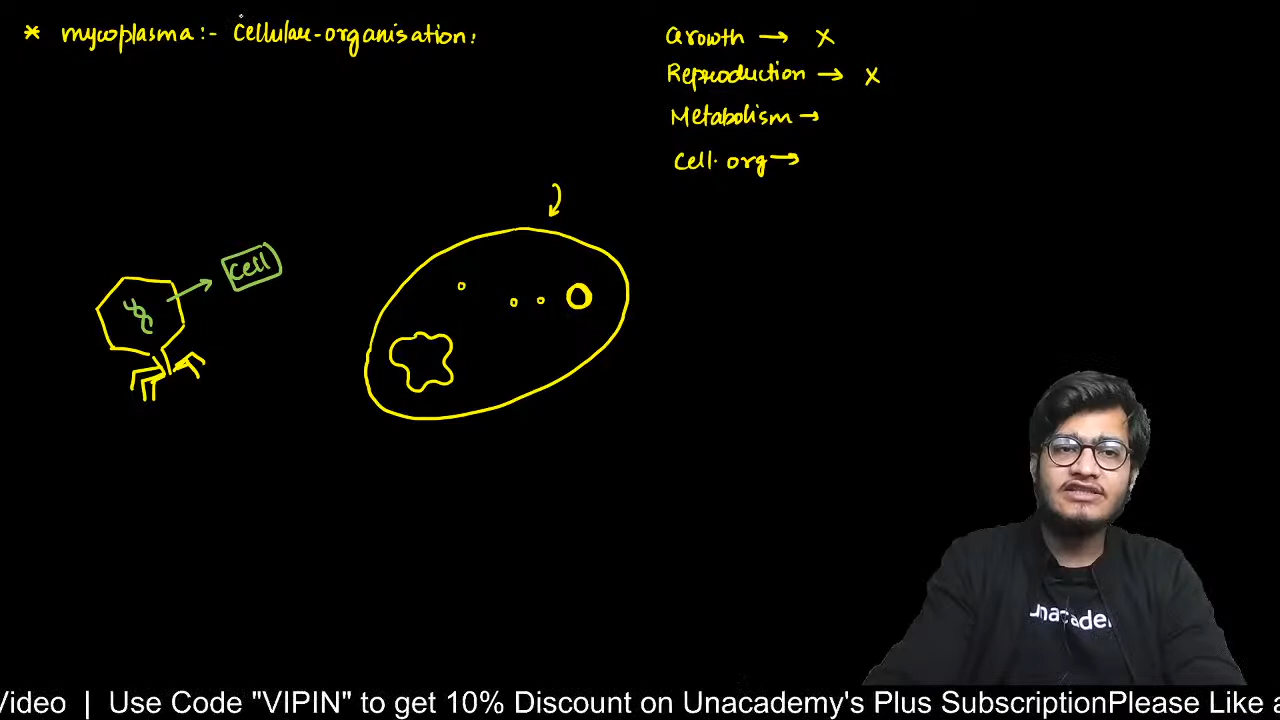 * mycoplasma:- Cellular-organisation:
Growth → x
Reproduction → x
Metabolism →
Cell. org →
Cell
unacadem
Video | Use Code "VIPIN" to get 10% Discount on Unacademy's Plus SubscriptionPlease Like a